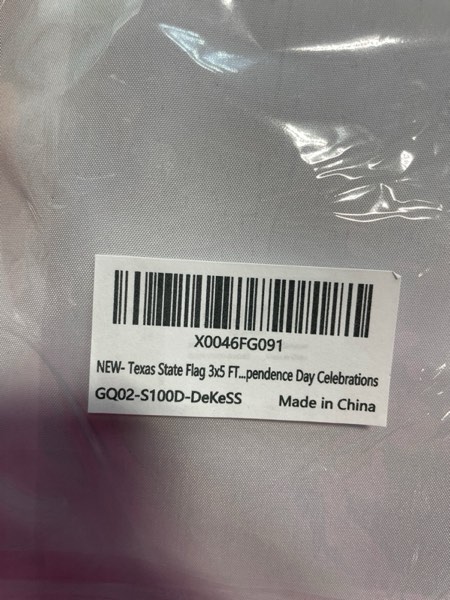 X0046FG091
NEW- Texas State Flag 3x5 FT...pendence Day Celebrations
GQ02-S100D-DeKeSS Made in China